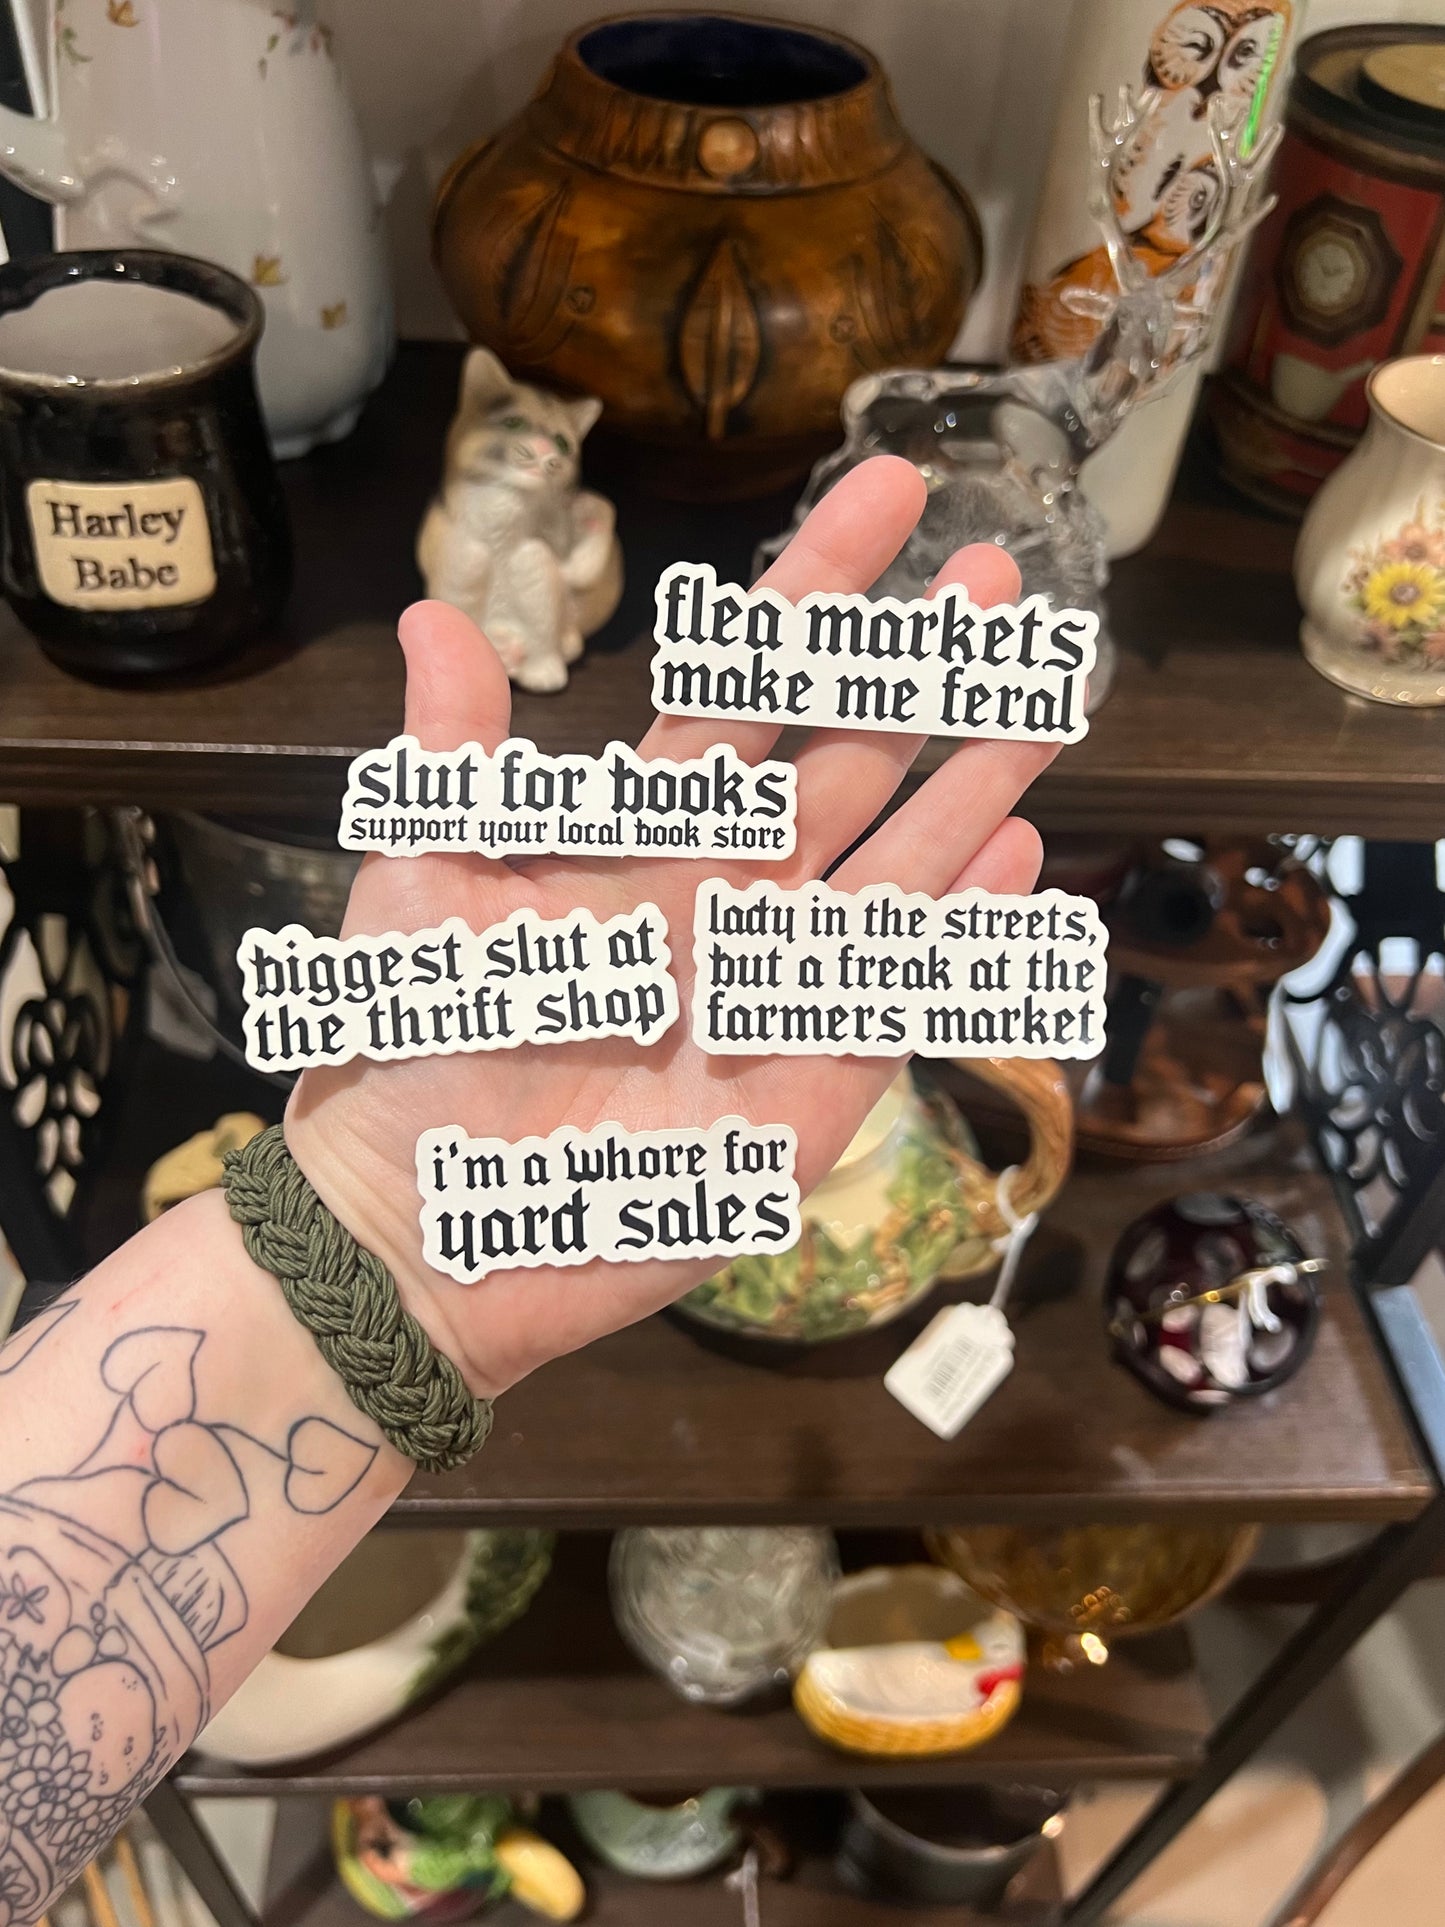 Harley
Babe
flea markets
make me feral
slut for books
support your local book store
biggest slut at
the thrift shop
lady in the streets,
but a freak at the
farmers market
i'm a whore for
yard sales